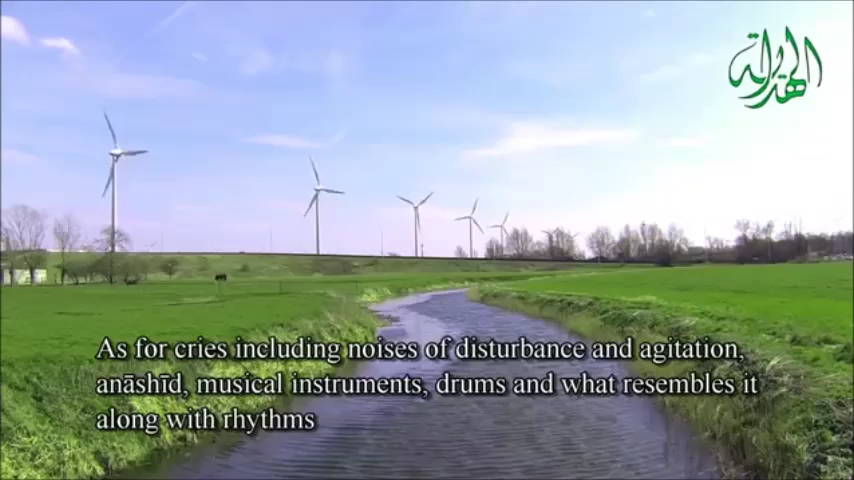 الهداية
As for cries including noises of disturbance and agitation,
anāshīd, musical instruments, drums and what resembles it
along with rhythms